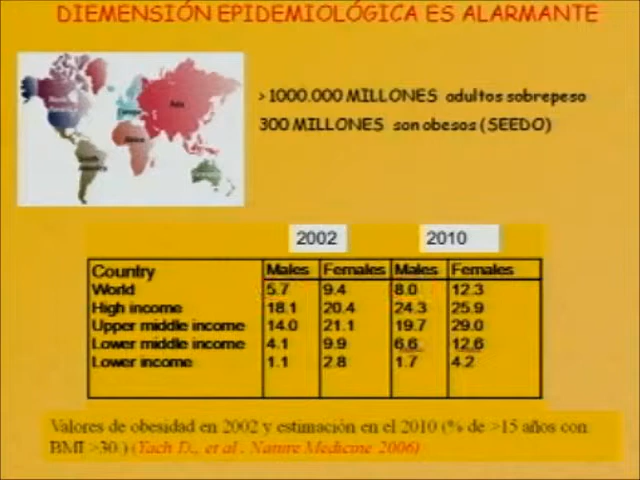 DIEMENSIÓN EPIDEMIOLÓGICA ES ALARMANTE
> 1000.000 MILLONES adultos sobrepeso
300 MILLONES son obesos (SEEDO)
Asia
Africa
2002 2010
Country Males Females Males Females
World 5.7 9.4 8.0 12.3
High income 18.1 20.4 24.3 25.9
Upper middle income 14.0 21.1 19.7 29.0
Lower middle income 4.1 9.9 6.6 12.6
Lower income 1.1 2.8 1.7 4.2
Valores de obesidad en 2002 y estimación en el 2010 (% de >15 años con
BMI >30.) (Yach D., et al . Nature Medicine 2006)